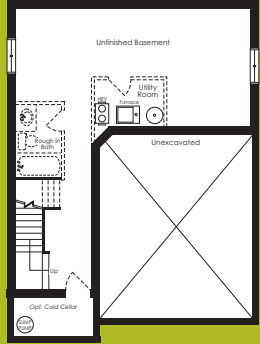 Unfinished Basement
Utility
Room
HRV
Furnace
Rough In
Bath
Unexcavated
Up
Opt. Cold Cellar
SUMP
PUMP